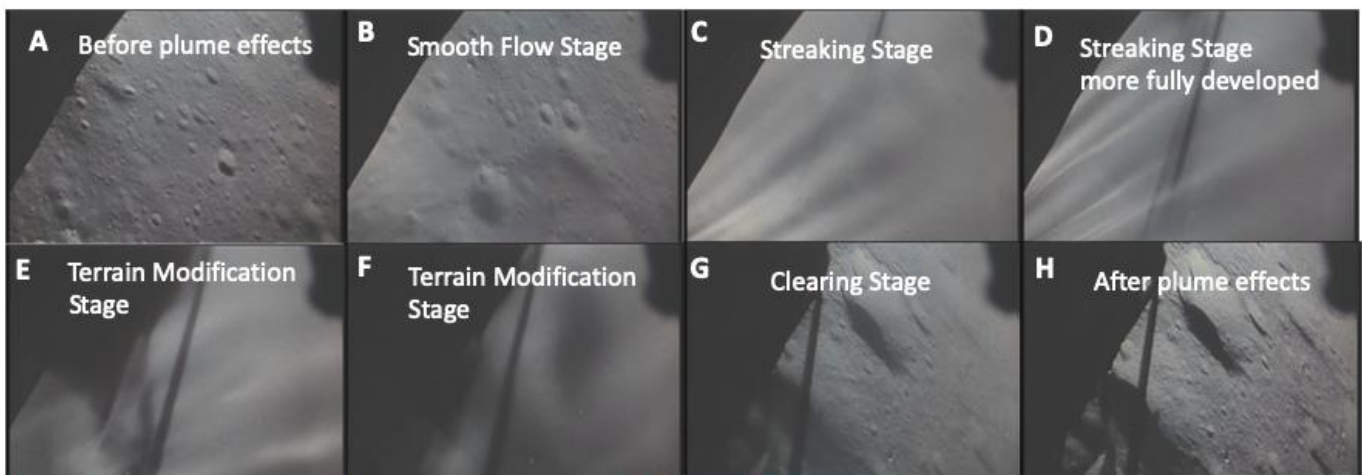 A Before plume effects
B Smooth Flow Stage
C Streaking Stage
D Streaking Stage
more fully developed
E Terrain Modification
Stage
F Terrain Modification
Stage
G Clearing Stage
H After plume effects